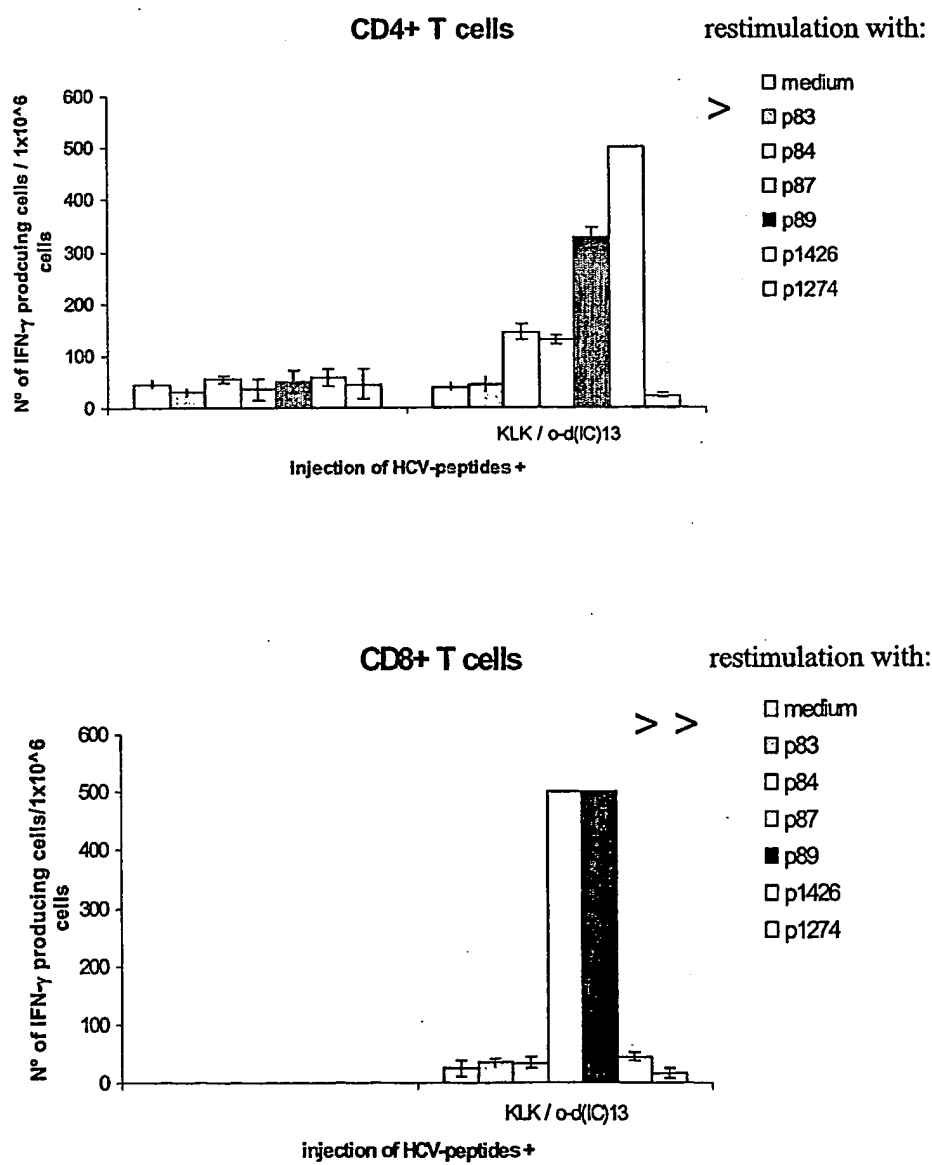 CD4+ T cells
restimulation with:
>
medium
p83
p84
p87
p89
p1426
p1274
Nº of IFN-γ prodcuing cells / 1x10^6
cells
600
500
400
300
200
100
0
KLK / o-d(IC)13
injection of HCV-peptides +
CD8+ T cells
restimulation with:
> >
medium
p83
p84
p87
p89
p1426
p1274
Nº of IFN-γ producing cells/1x10^6
cells
600
500
400
300
200
100
0
KLK / o-d(IC)13
injection of HCV-peptides +